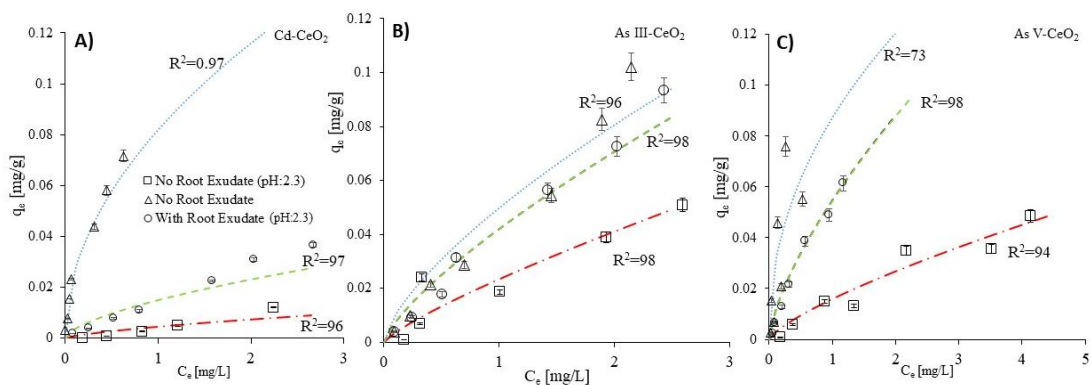 A)
Cd-CeO2
0.12
0.1
0.08
0.06
0.04
0.02
0
qe [mg/g]
R²=0.97
No Root Exudate (pH:2.3)
No Root Exudate
With Root Exudate (pH:2.3)
R²=97
R²=96
0
1
2
3
Ce [mg/L]
B)
As III-CeO2
0.12
0.1
0.08
0.06
0.04
0.02
0
qe [mg/g]
R²=96
R²=98
R²=98
0
1
2
3
Ce [mg/L]
C)
As V-CeO2
0.12
0.1
0.08
0.06
0.04
0.02
0
qe [mg/g]
R²=73
R²=98
R²=94
0
1
2
3
4
5
Ce [mg/L]